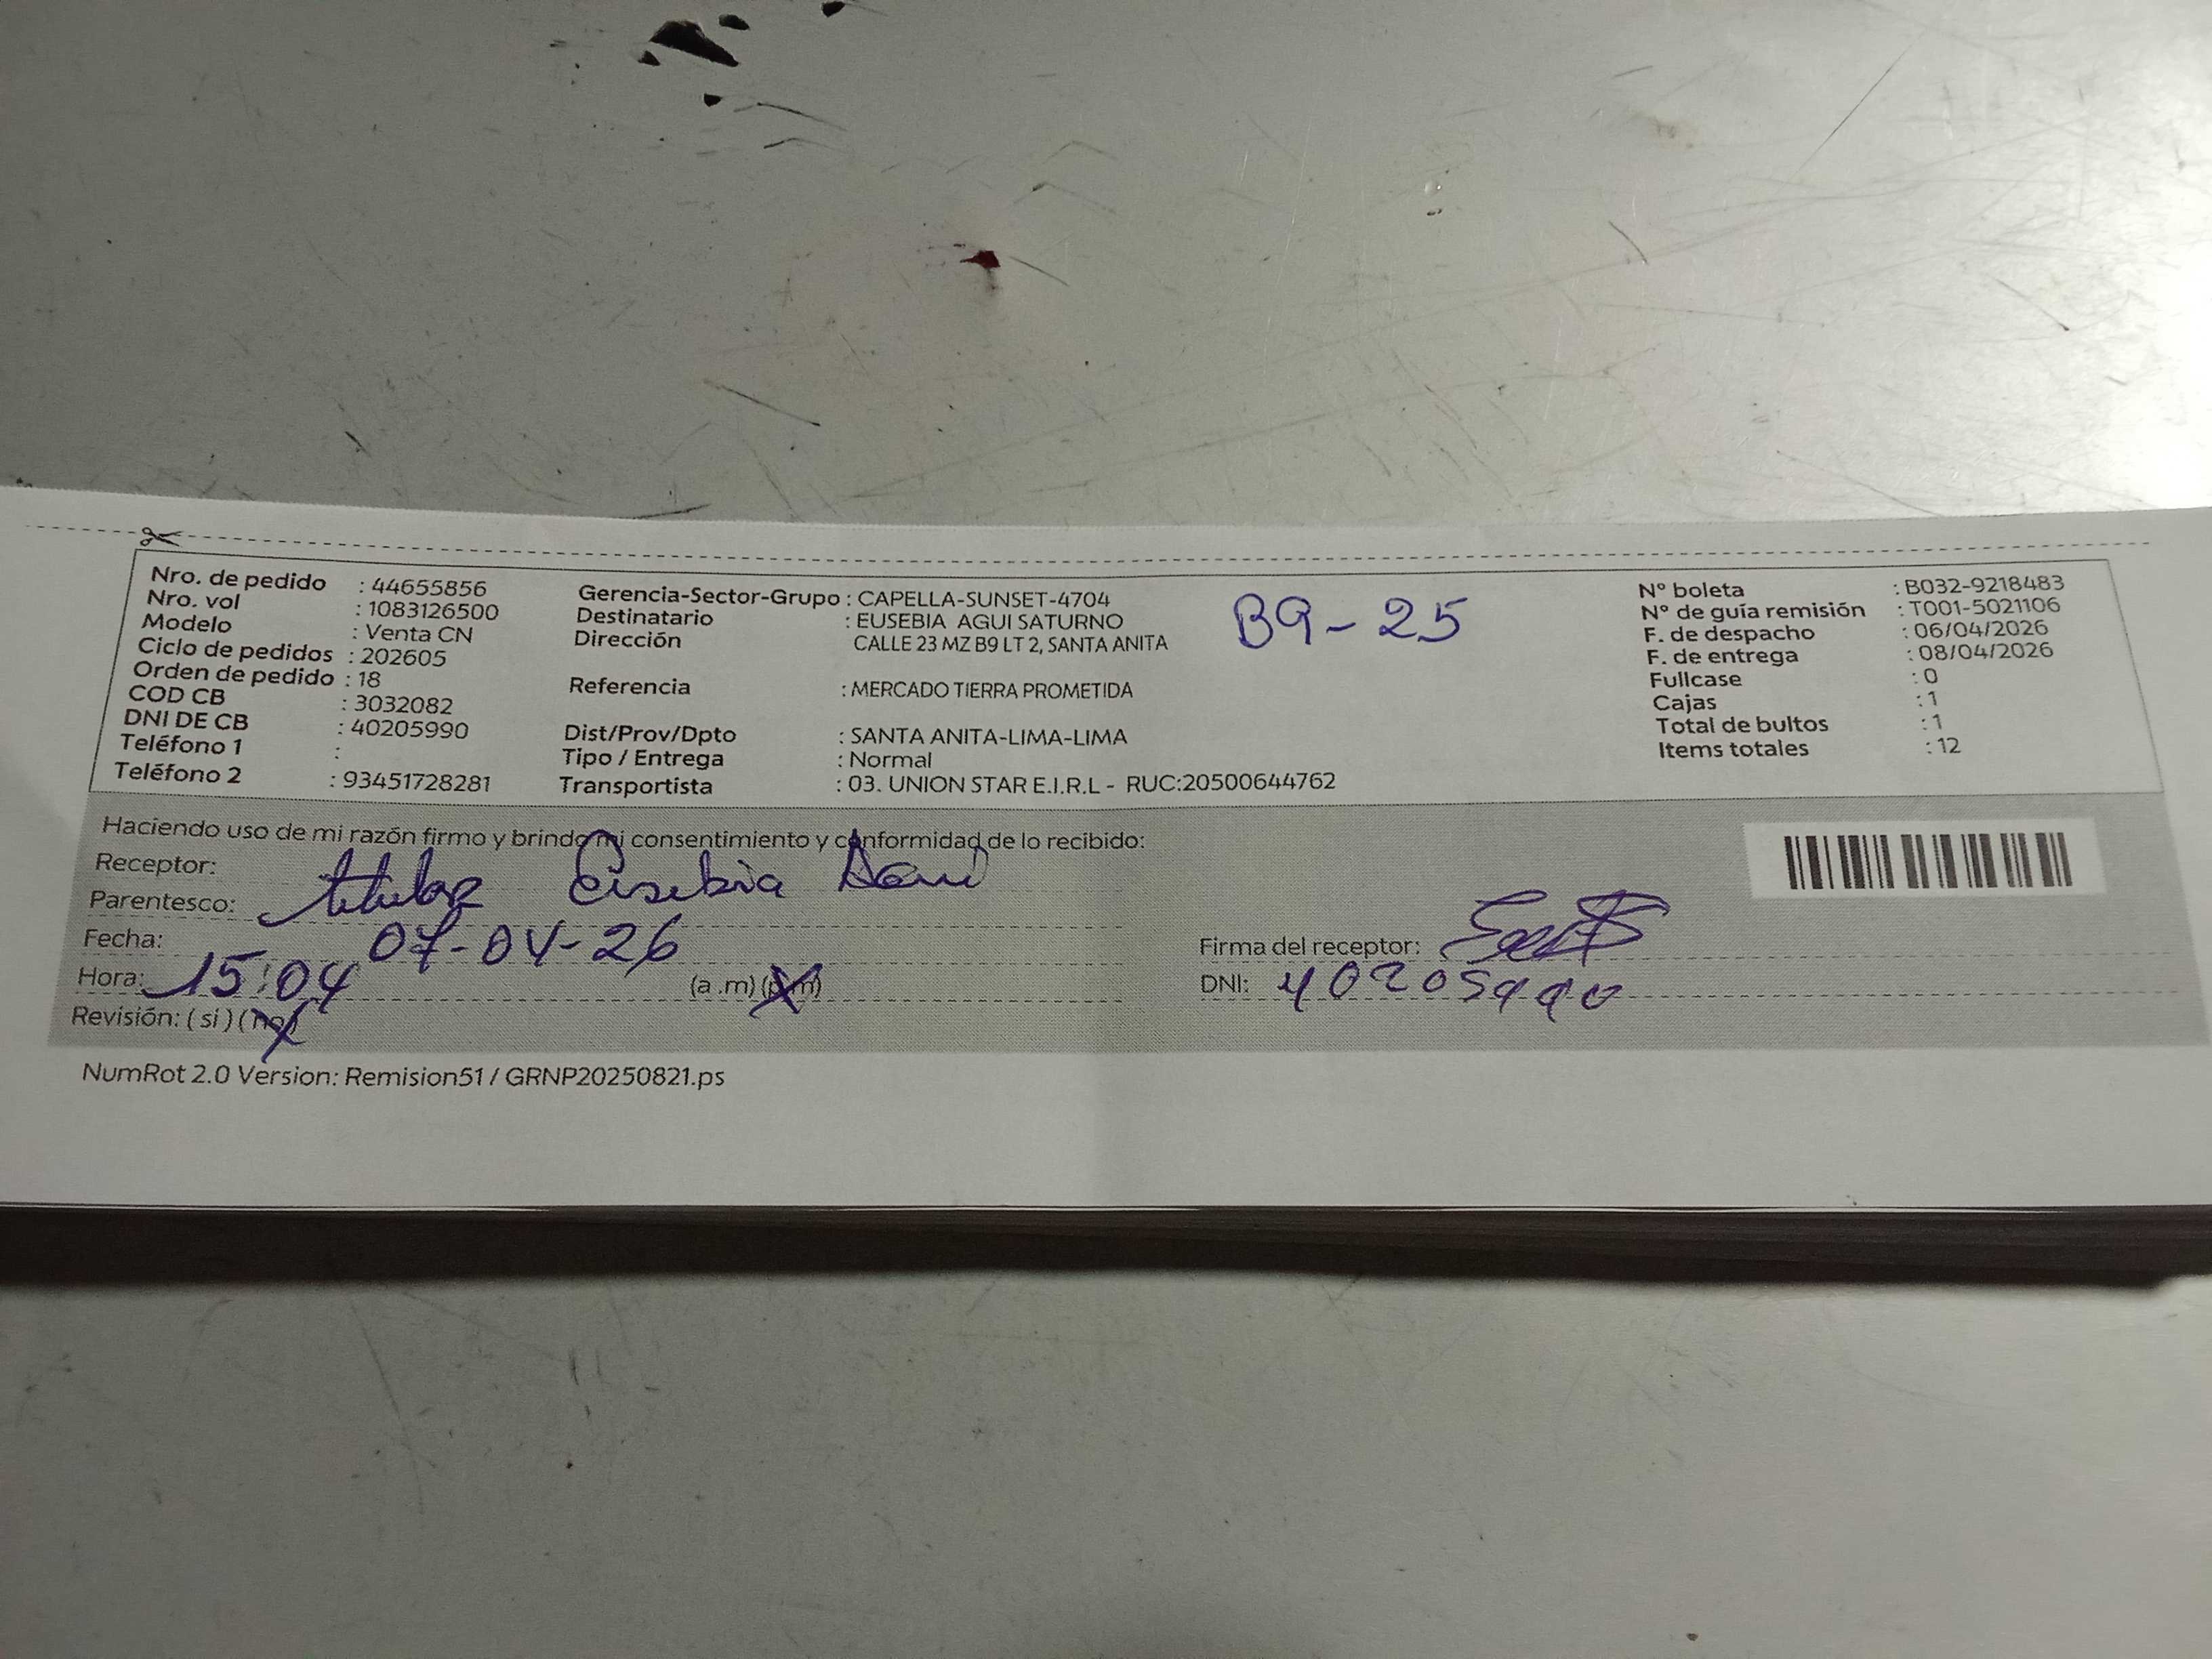 Nro. de pedido : 44655856
Nro. vol : 1083126500
Modelo : Venta CN
Ciclo de pedidos : 202605
Orden de pedido : 18
COD CB : 3032082
DNI DE CB : 40205990
Teléfono 1 :
Teléfono 2 : 93451728281
Gerencia-Sector-Grupo : CAPELLA-SUNSET-4704
Destinatario : EUSEBIA AGUI SATURNO
Dirección CALLE 23 MZ B9 LT 2, SANTA ANITA
Referencia : MERCADO TIERRA PROMETIDA
Dist/Prov/Dpto : SANTA ANITA-LIMA-LIMA
Tipo / Entrega : Normal
Transportista : 03. UNION STAR E.I.R.L - RUC:20500644762
B9-25
N° boleta : B032-9218483
N° de guía remisión : T001-5021106
F. de despacho : 06/04/2026
F. de entrega : 08/04/2026
Fullcase : 0
Cajas : 1
Total de bultos : 1
Items totales : 12
Haciendo uso de mi razón firmo y brindo mi consentimiento y conformidad de lo recibido:
Receptor: Eusebia Agui
Parentesco: titular
Fecha: 07-04-26
Hora: 15:04 (a .m) (p.m)
Revisión: ( si ) ( no )
Firma del receptor:
DNI: 40205990
NumRot 2.0 Version: Remision51 / GRNP20250821.ps